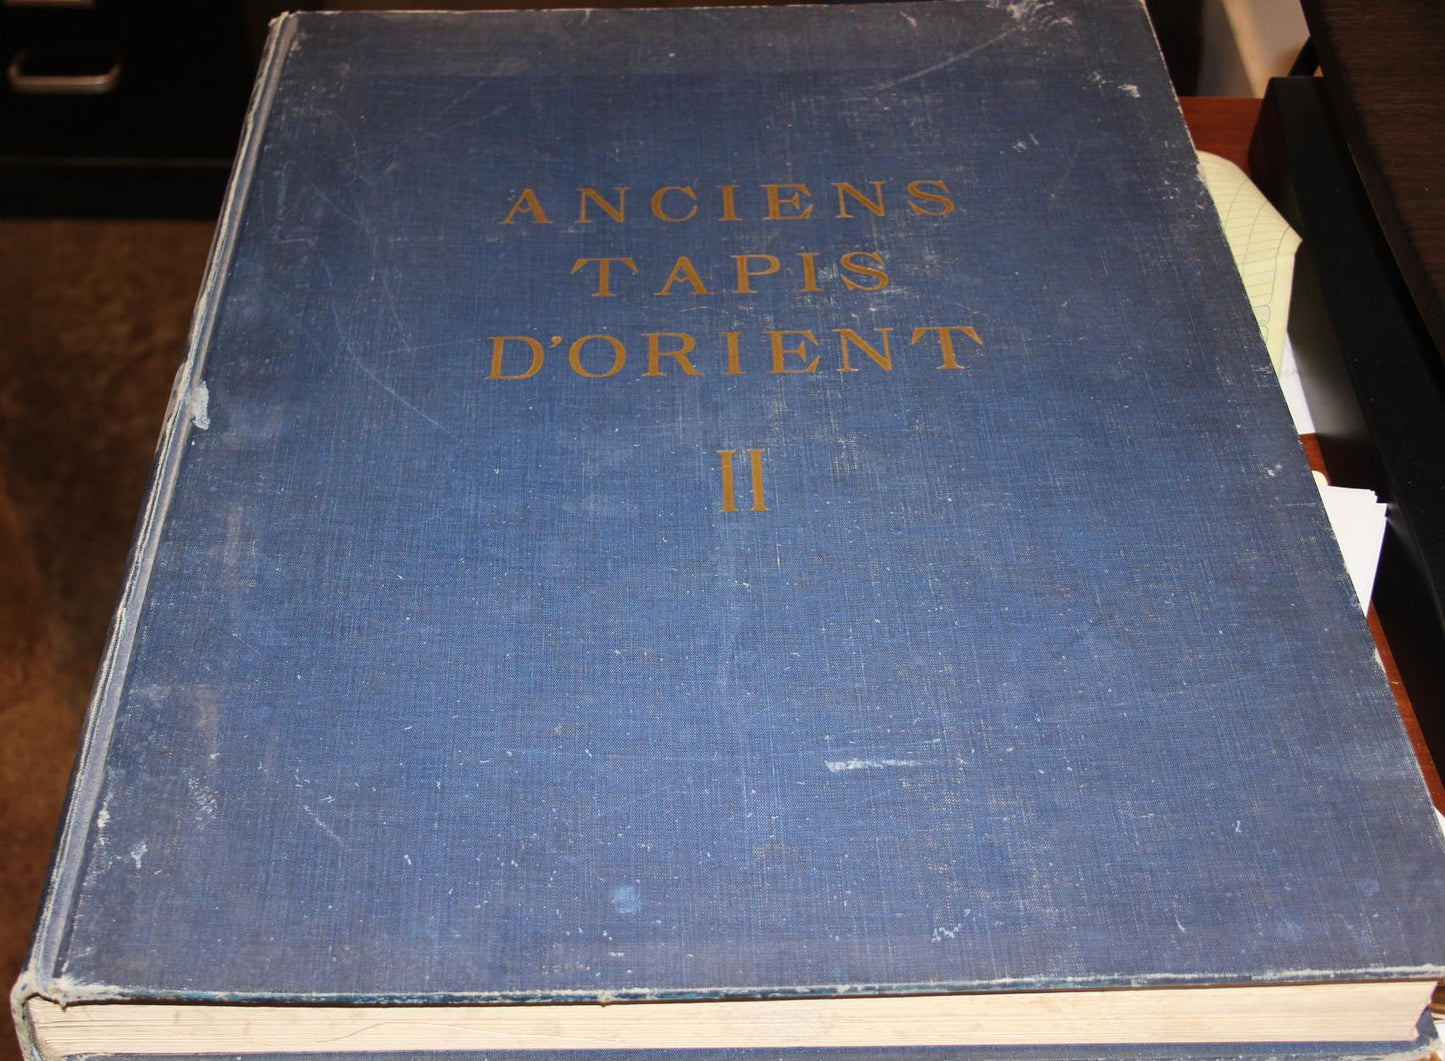 ANCIENS
TAPIS
D'ORIENT
II